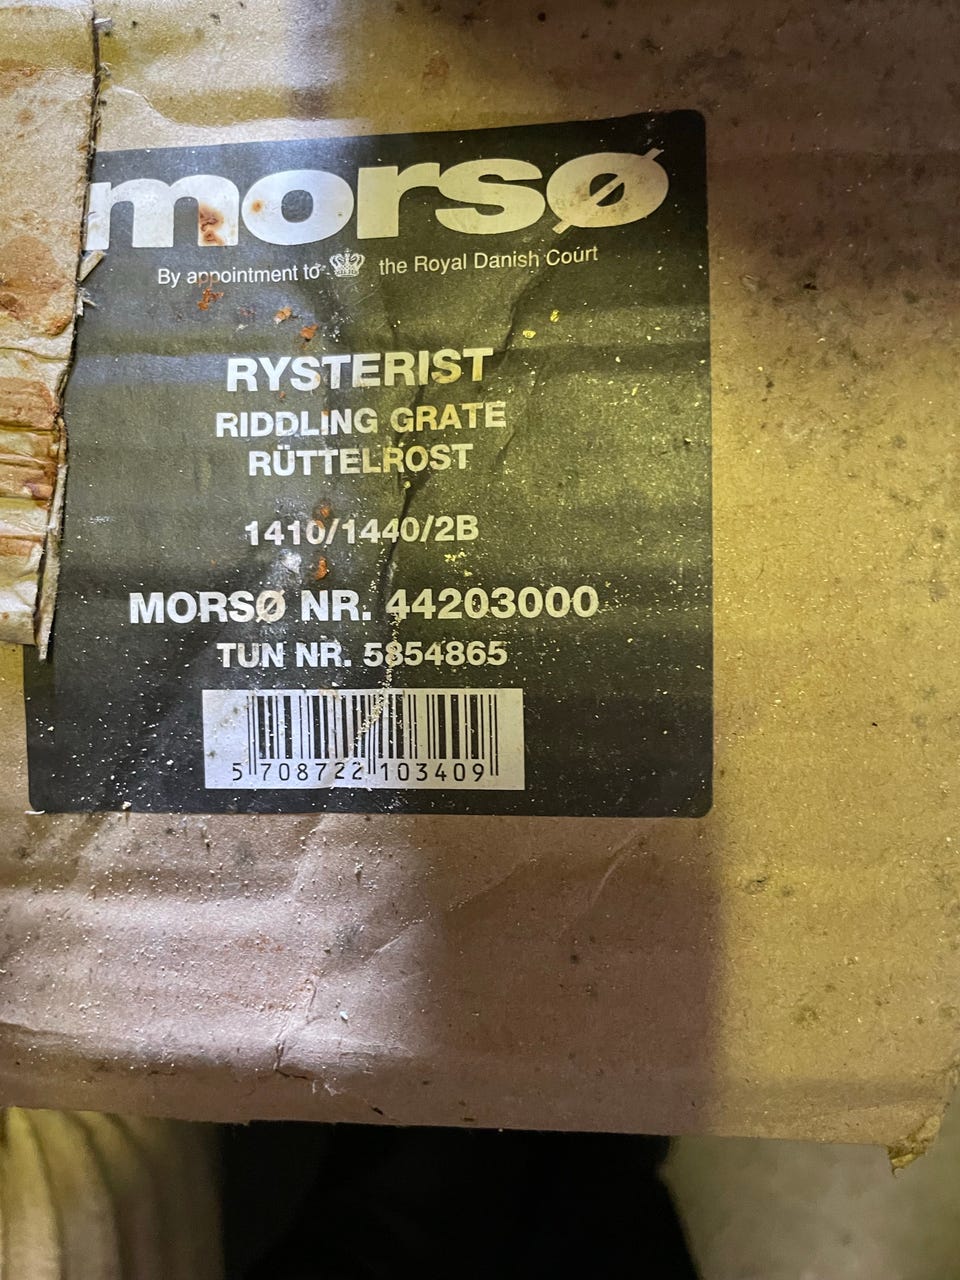 morsø
By appointment to the Royal Danish Court
RYSTERIST
RIDDLING GRATE
RÜTTELROST
1410/1440/2B
MORSØ NR. 44203000
TUN NR. 5854865
5 708722 103409